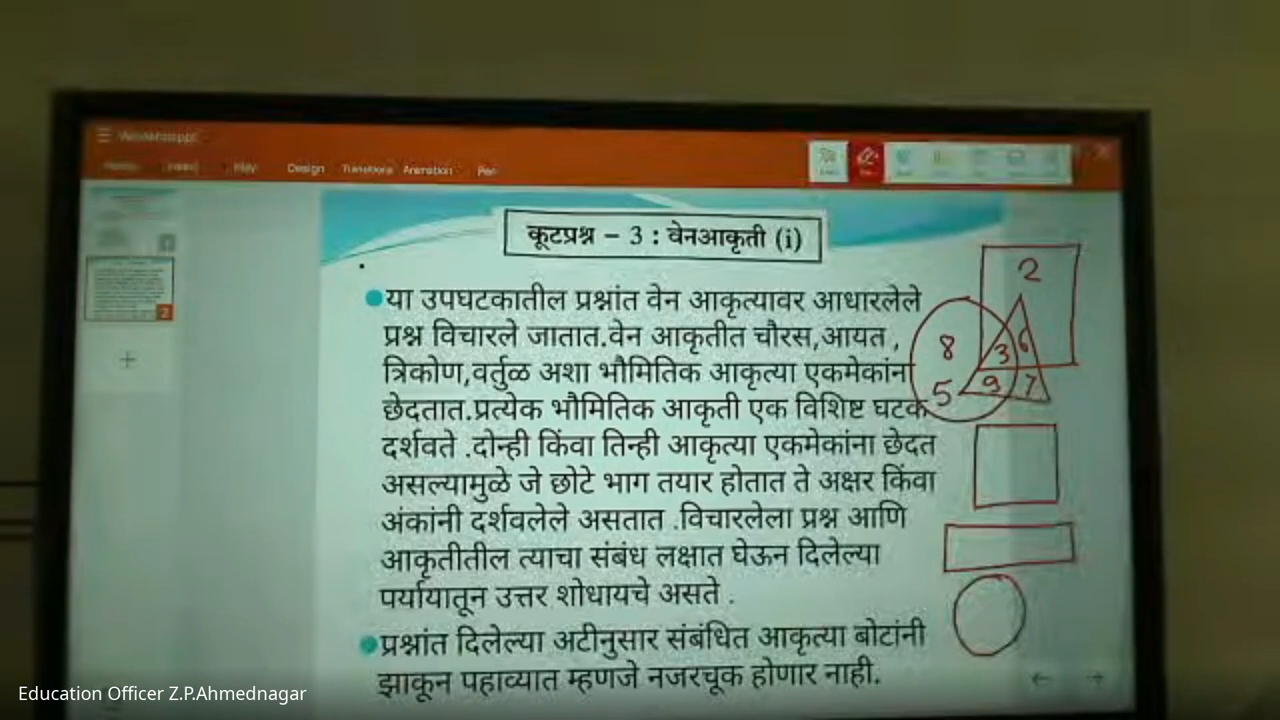 Design Transitions Animation Pen
कूटप्रश्न – 3 : वेनआकृती (i)
या उपघटकातील प्रश्नांत वेन आकृत्यावर आधारलेले
प्रश्न विचारले जातात.वेन आकृतीत चौरस,आयत ,
त्रिकोण,वर्तुळ अशा भौमितिक आकृत्या एकमेकांना
छेदतात.प्रत्येक भौमितिक आकृती एक विशिष्ट घटक
दर्शवते .दोन्ही किंवा तिन्ही आकृत्या एकमेकांना छेदत
असल्यामुळे जे छोटे भाग तयार होतात ते अक्षर किंवा
अंकांनी दर्शवलेले असतात .विचारलेला प्रश्न आणि
आकृतीतील त्याचा संबंध लक्षात घेऊन दिलेल्या
पर्यायातून उत्तर शोधायचे असते .
प्रश्नांत दिलेल्या अटीनुसार संबंधित आकृत्या बोटांनी
झाकून पहाव्यात म्हणजे नजरचूक होणार नाही.
2
8 3 6
5 9 7
2
Education Officer Z.P.Ahmednagar